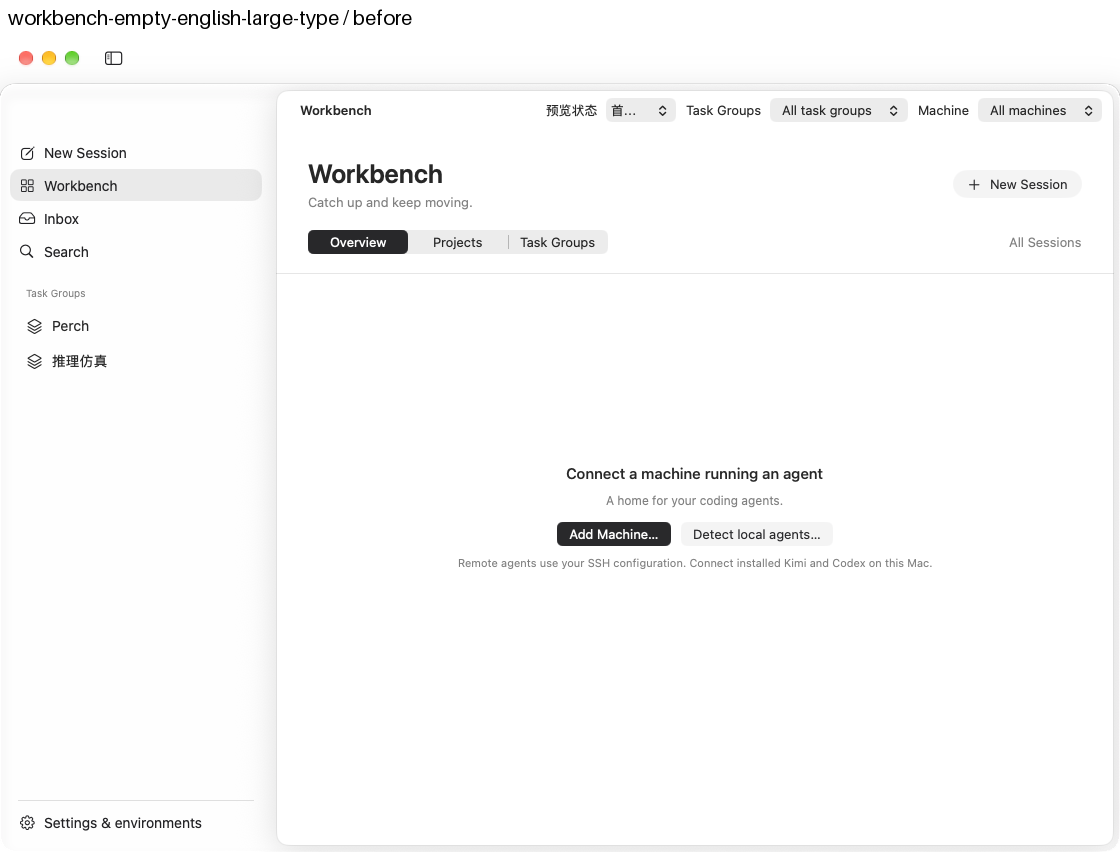 workbench-empty-english-large-type / before
New Session
Workbench
Inbox
Search
Task Groups
Perch
推理仿真
Settings & environments
Workbench 预览状态 首... Task Groups All task groups Machine All machines
Workbench
Catch up and keep moving.
New Session
Overview Projects Task Groups All Sessions
Connect a machine running an agent
A home for your coding agents.
Add Machine... Detect local agents...
Remote agents use your SSH configuration. Connect installed Kimi and Codex on this Mac.